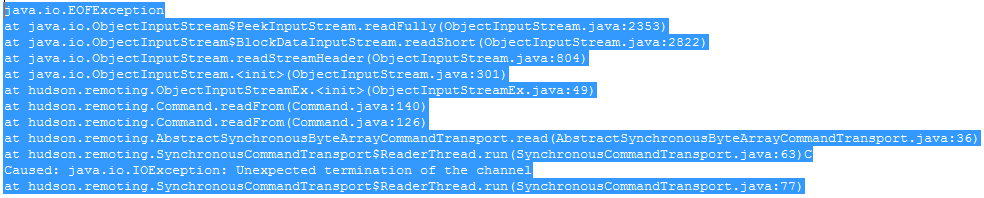 java.io.EOFException
at java.io.ObjectInputStream$PeekInputStream.readFully(ObjectInputStream.java:2353)
at java.io.ObjectInputStream$BlockDataInputStream.readShort(ObjectInputStream.java:2822)
at java.io.ObjectInputStream.readStreamHeader(ObjectInputStream.java:804)
at java.io.ObjectInputStream.<init>(ObjectInputStream.java:301)
at hudson.remoting.ObjectInputStreamEx.<init>(ObjectInputStreamEx.java:49)
at hudson.remoting.Command.readFrom(Command.java:140)
at hudson.remoting.Command.readFrom(Command.java:126)
at hudson.remoting.AbstractSynchronousByteArrayCommandTransport.read(AbstractSynchronousByteArrayCommandTransport.java:36)
at hudson.remoting.SynchronousCommandTransport$ReaderThread.run(SynchronousCommandTransport.java:63)C
Caused: java.io.IOException: Unexpected termination of the channel
at hudson.remoting.SynchronousCommandTransport$ReaderThread.run(SynchronousCommandTransport.java:77)